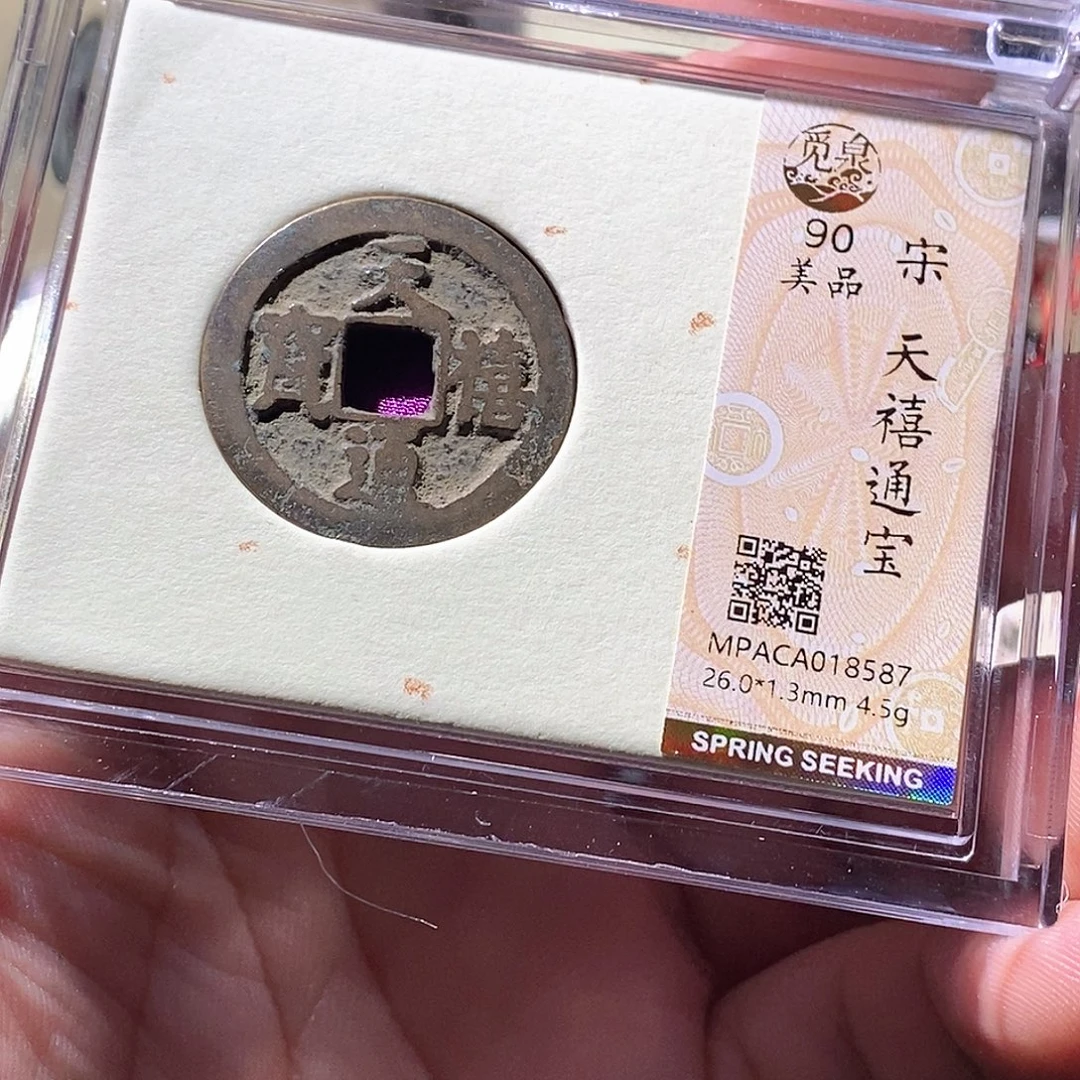 天禧通寳
觅泉
90
美品
宋 天禧通宝
MPACA018587
26.0*1.3mm 4.5g
SPRING SEEKING